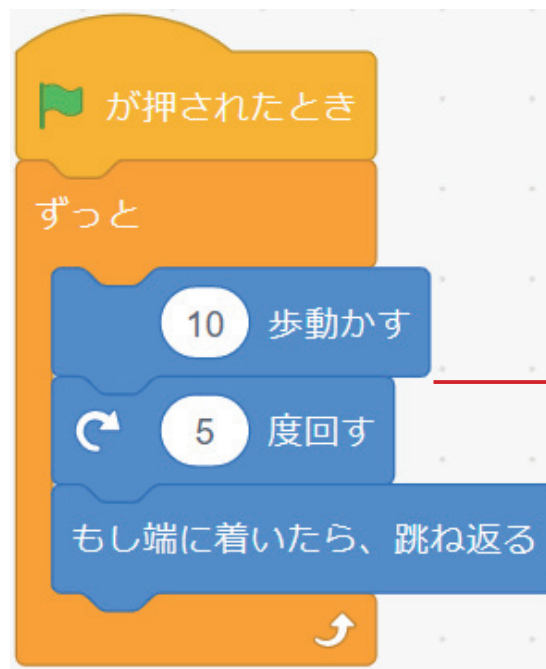 が押されたとき
ずっと
10 歩動かす
5 度回す
もし端に着いたら、跳ね返る